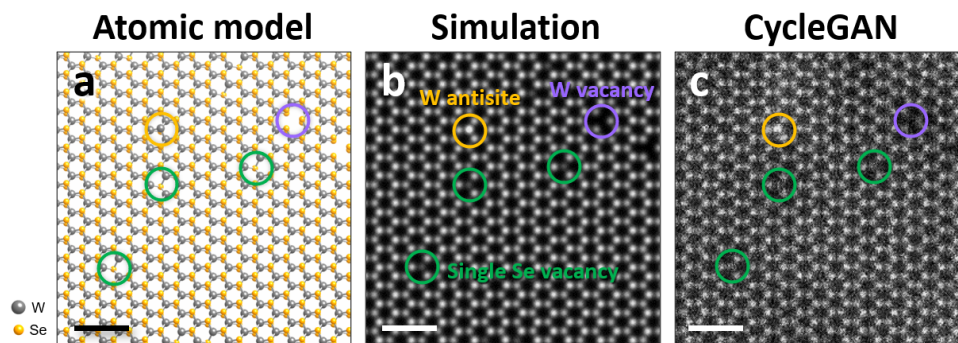 Atomic model
Simulation
CycleGAN
a
b
c
W antisite
W vacancy
Single Se vacancy
W
Se